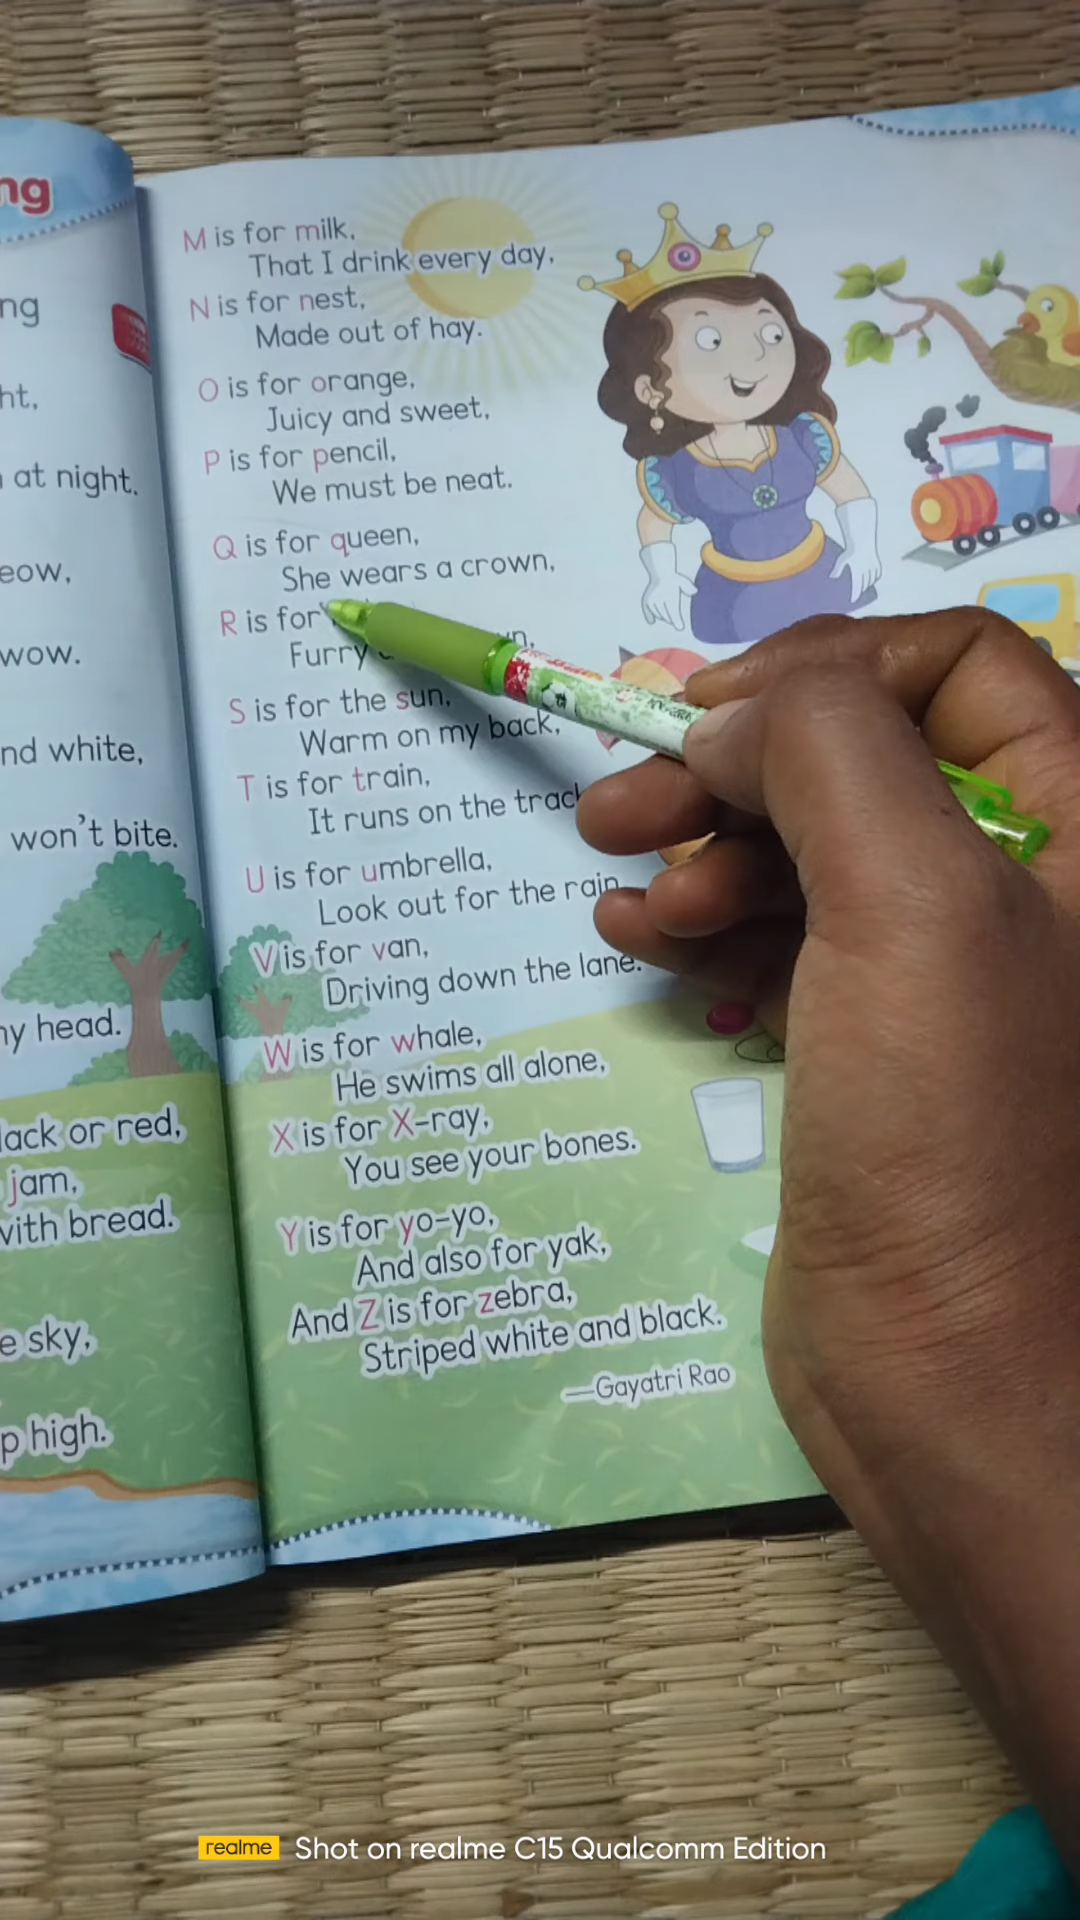 ng
ng
ht,
at night.
eow,
wow.
nd white,
won't bite.
my head.
lack or red,
jam,
with bread.
e sky,
p high.
M is for milk,
That I drink every day,
N is for nest,
Made out of hay.
O is for orange,
Juicy and sweet,
P is for pencil,
We must be neat.
Q is for queen,
She wears a crown,
R is for
Furry
S is for the sun,
Warm on my back,
T is for train,
It runs on the trac
U is for umbrella,
Look out for the rain
V is for van,
Driving down the lane.
W is for whale,
He swims all alone,
X is for X-ray,
You see your bones.
Y is for yo-yo,
And also for yak,
And Z is for zebra,
Striped white and black.
—Gayatri Rao
realme Shot on realme C15 Qualcomm Edition